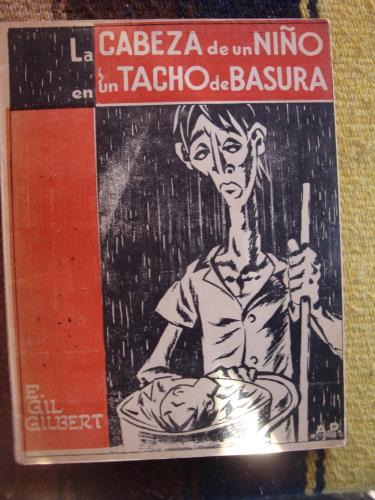 La CABEZA de un NIÑO
en un TACHO de BASURA
E.
GIL
GILBERT
A.P.